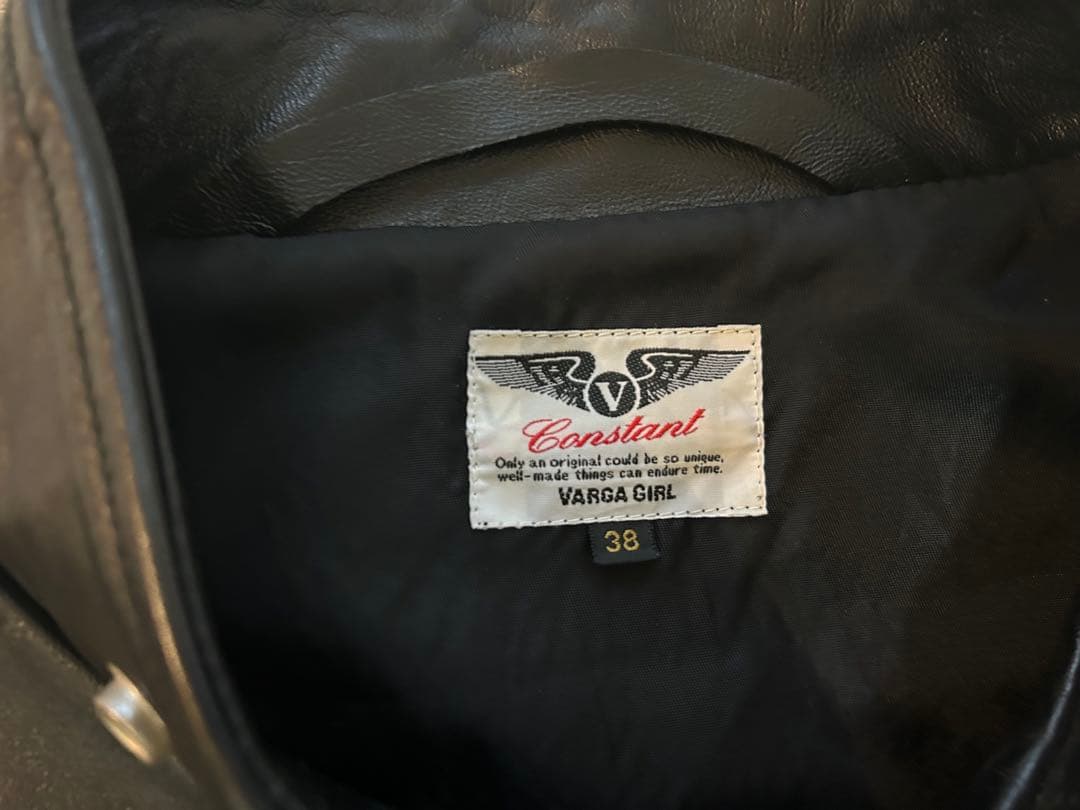 V
Constant
Only an original could be so unique,
well-made things can endure time.
VARGA GIRL
38